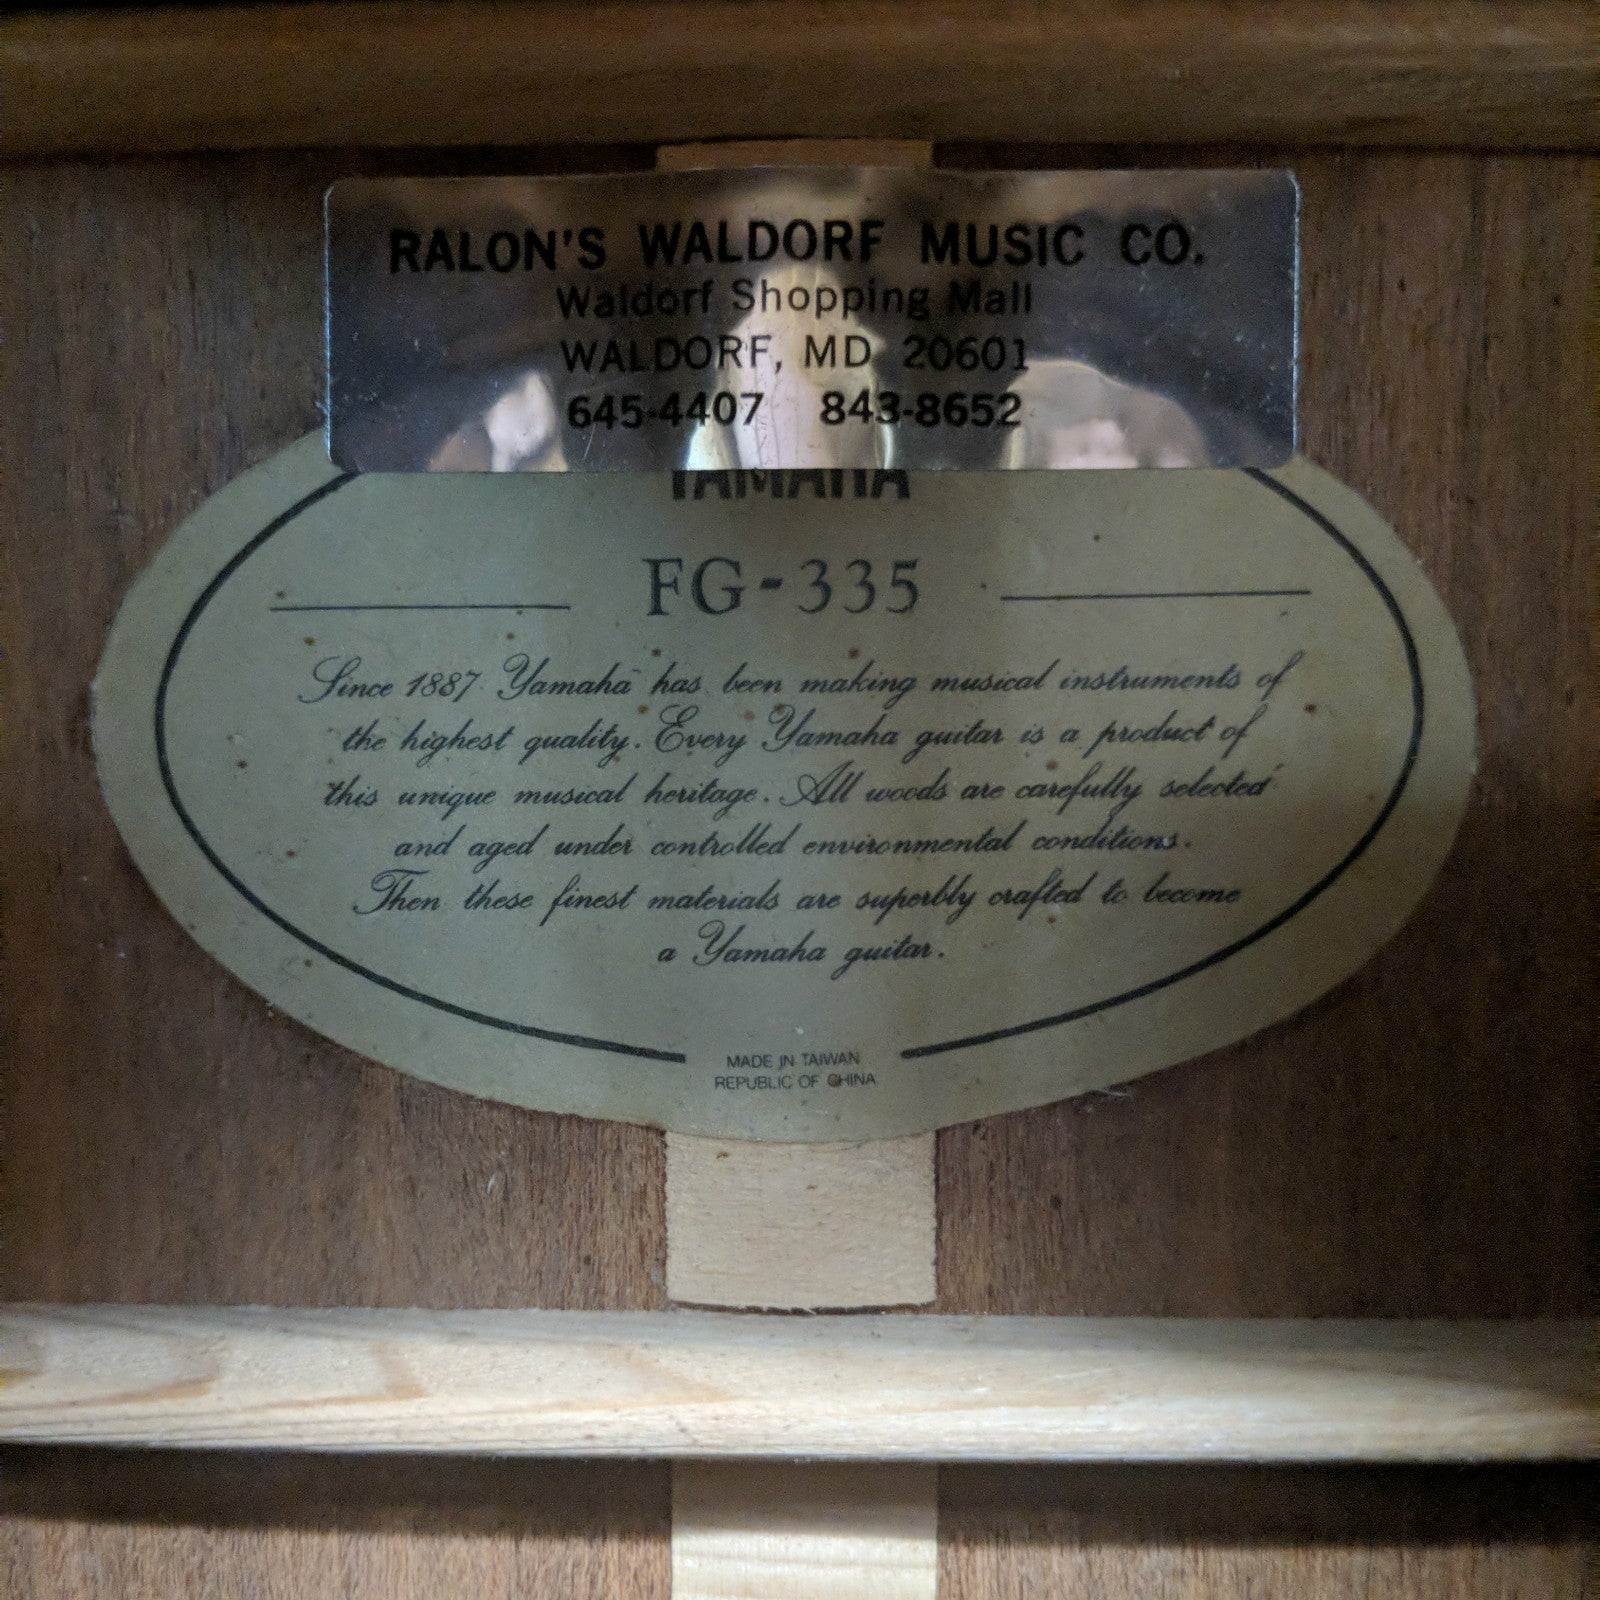 RALON'S WALDORF MUSIC CO.
Waldorf Shopping Mall
WALDORF, MD 20601
645-4407 843-8652
YAMAHA
FG-335
Since 1887 Yamaha has been making musical instruments of
the highest quality. Every Yamaha guitar is a product of
this unique musical heritage. All woods are carefully selected
and aged under controlled environmental conditions.
Then these finest materials are superbly crafted to become
a Yamaha guitar.
MADE IN TAIWAN
REPUBLIC OF CHINA